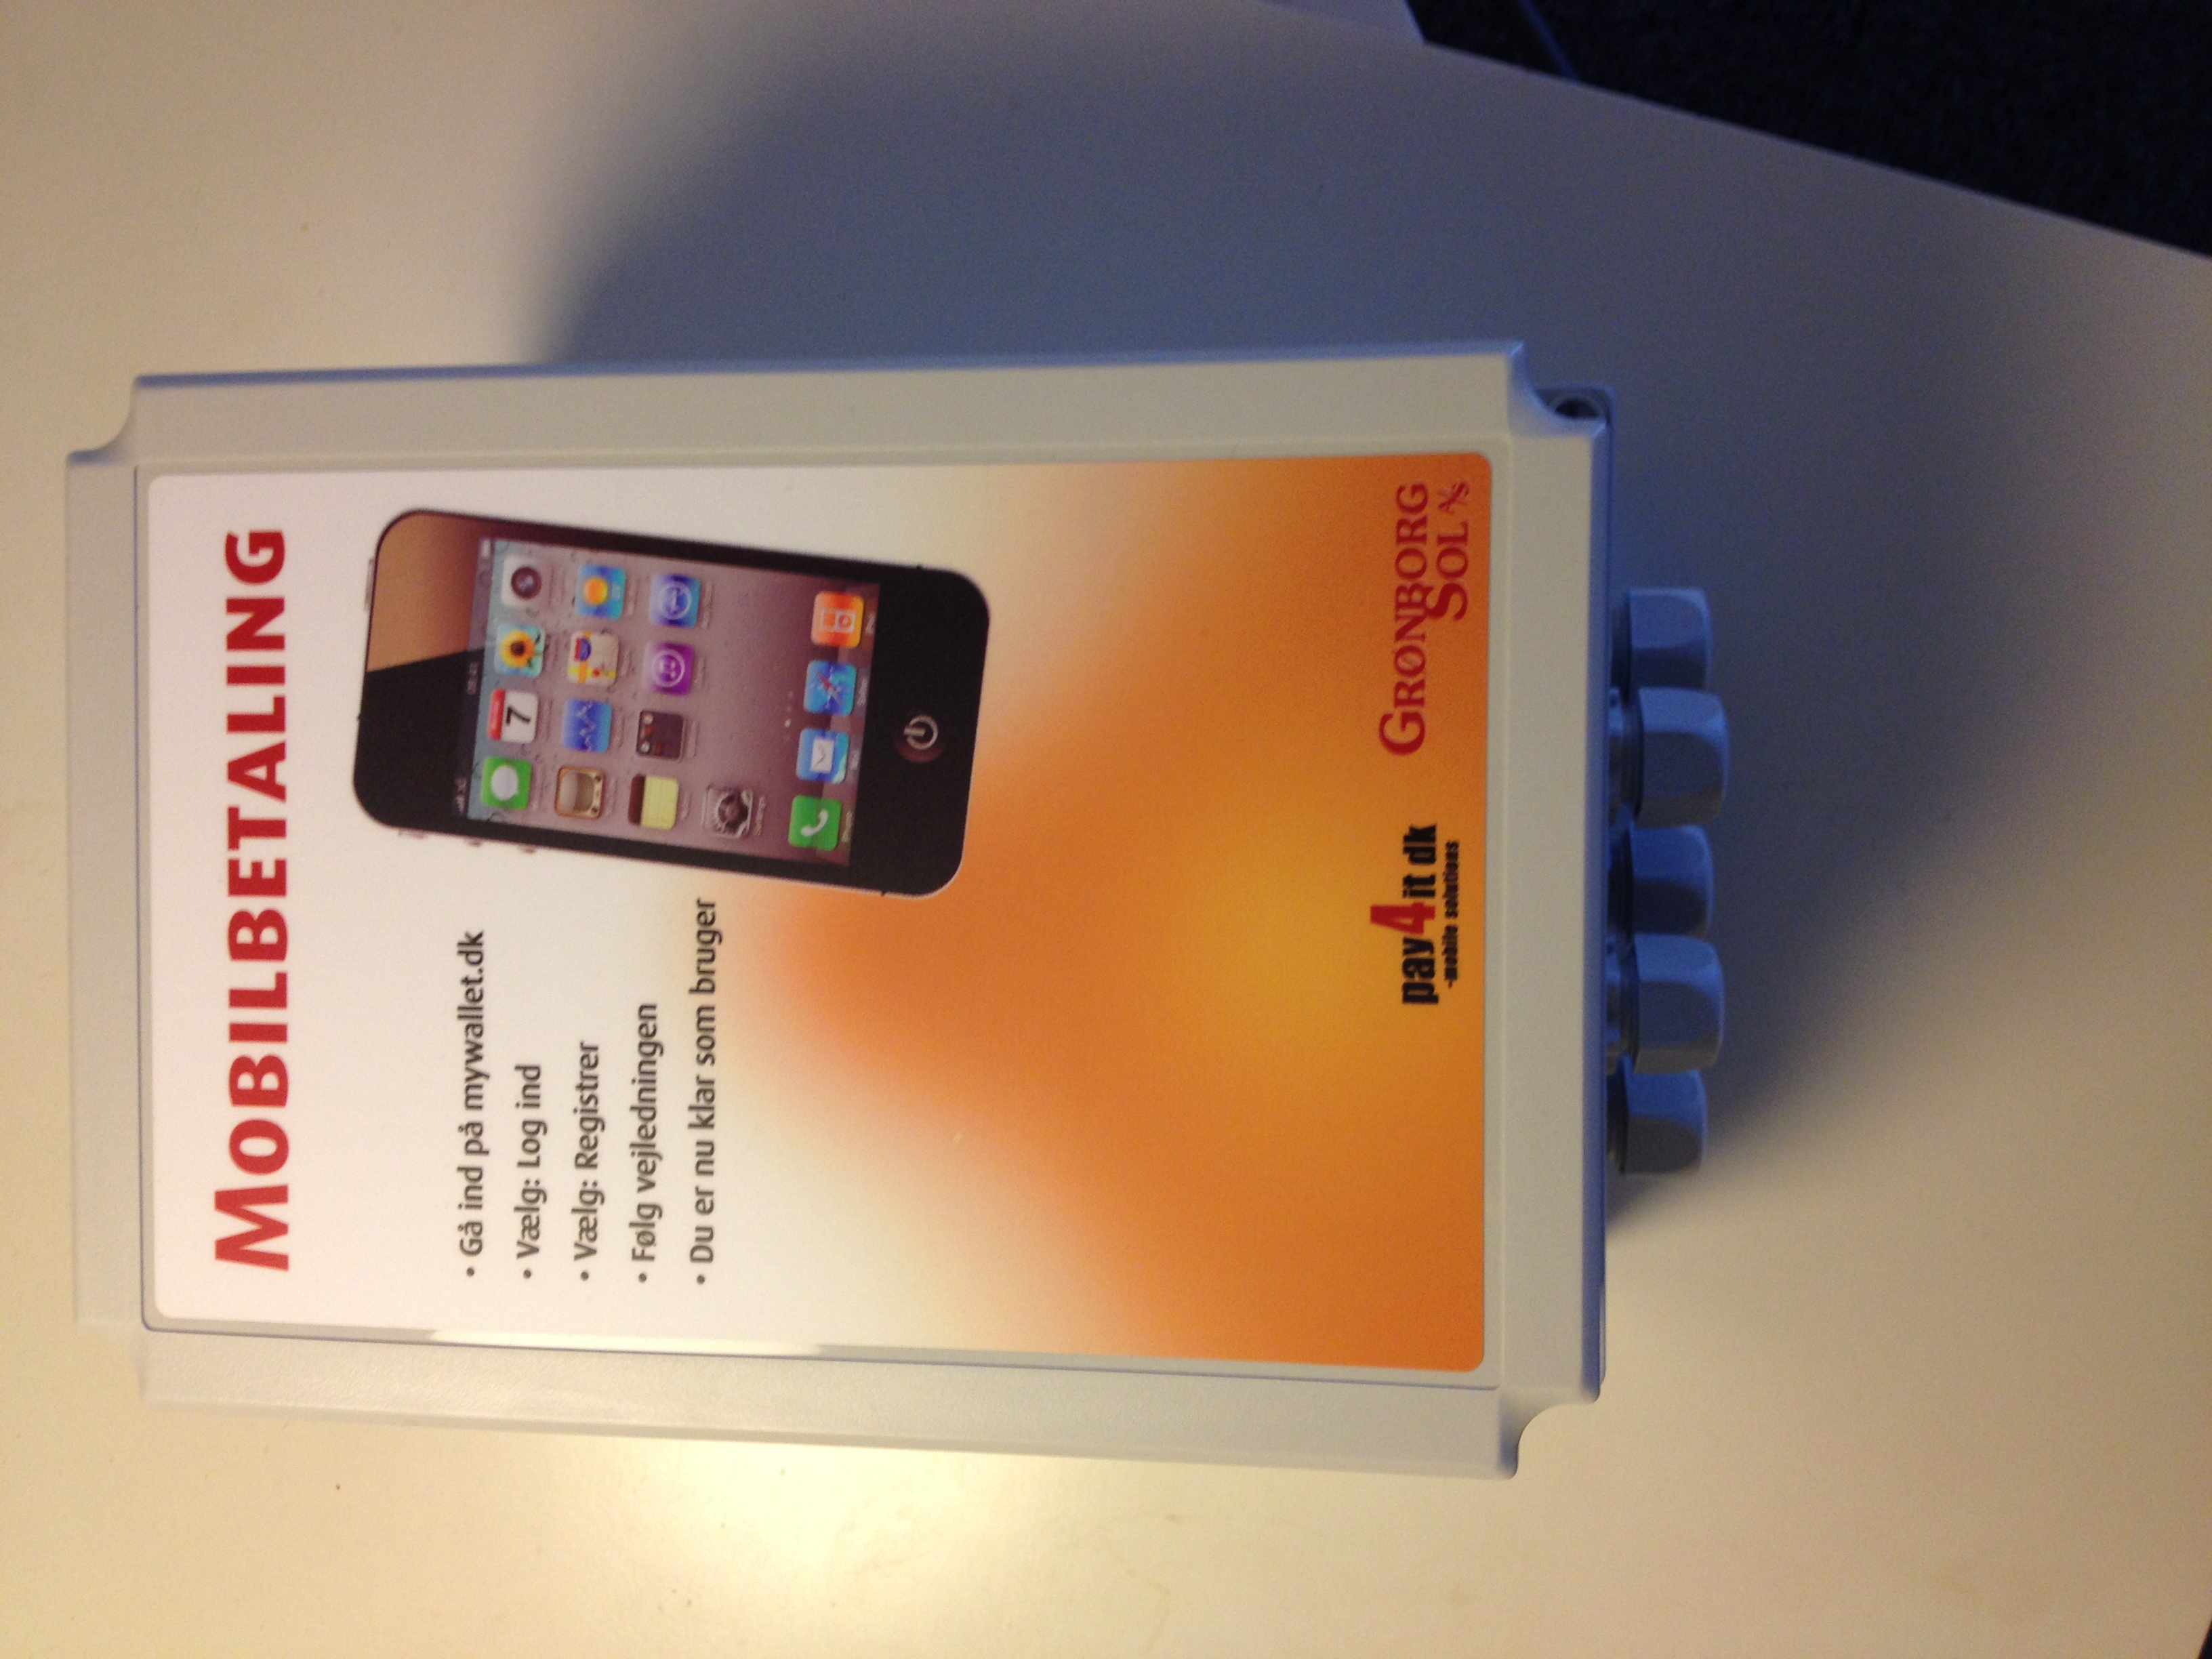 MOBILBETALING
• Gå ind på mywallet.dk
• Vælg: Log ind
• Vælg: Registrer
• Følg vejledningen
• Du er nu klar som bruger
7
pay4it dk
-mobile solutions
GRØNBORG
SOL A/S